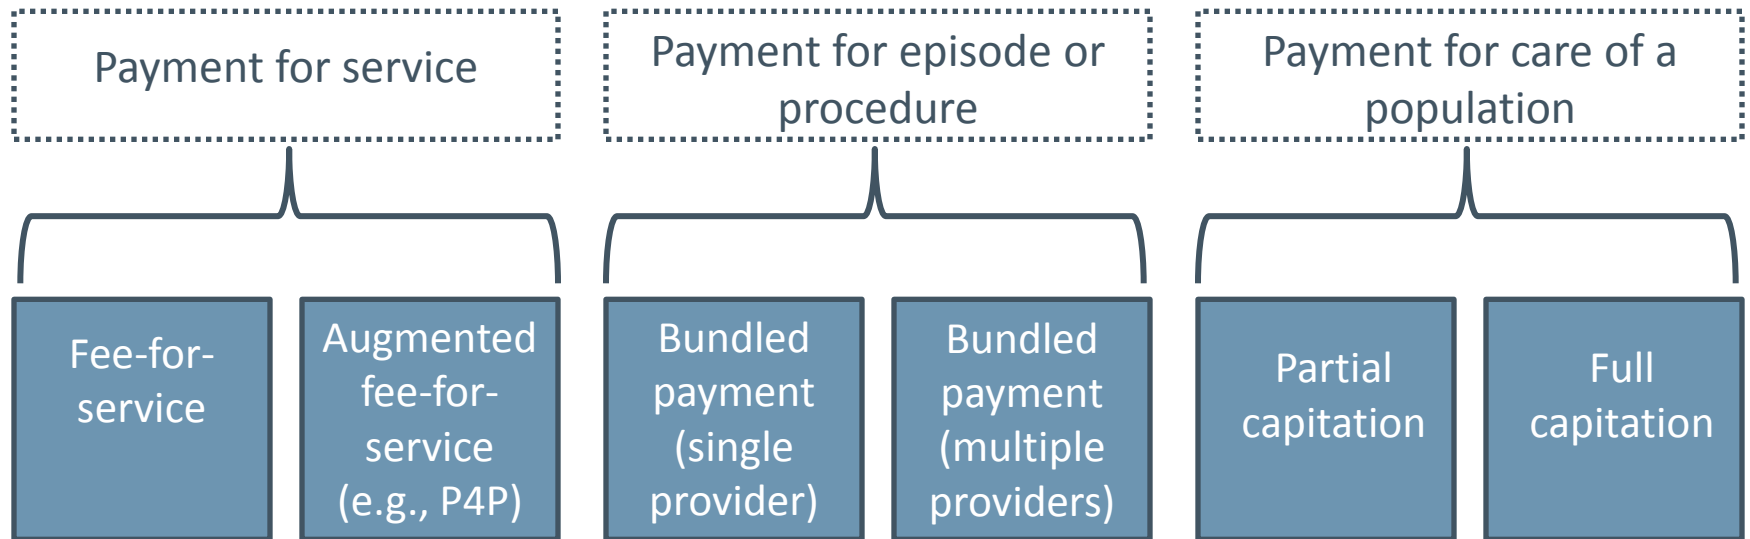 Payment for service
Payment for episode or
procedure
Payment for care of a
population
Fee-for-
service
Augmented
fee-for-
service
(e.g., P4P)
Bundled
payment
(single
provider)
Bundled
payment
(multiple
providers)
Partial
capitation
Full
capitation